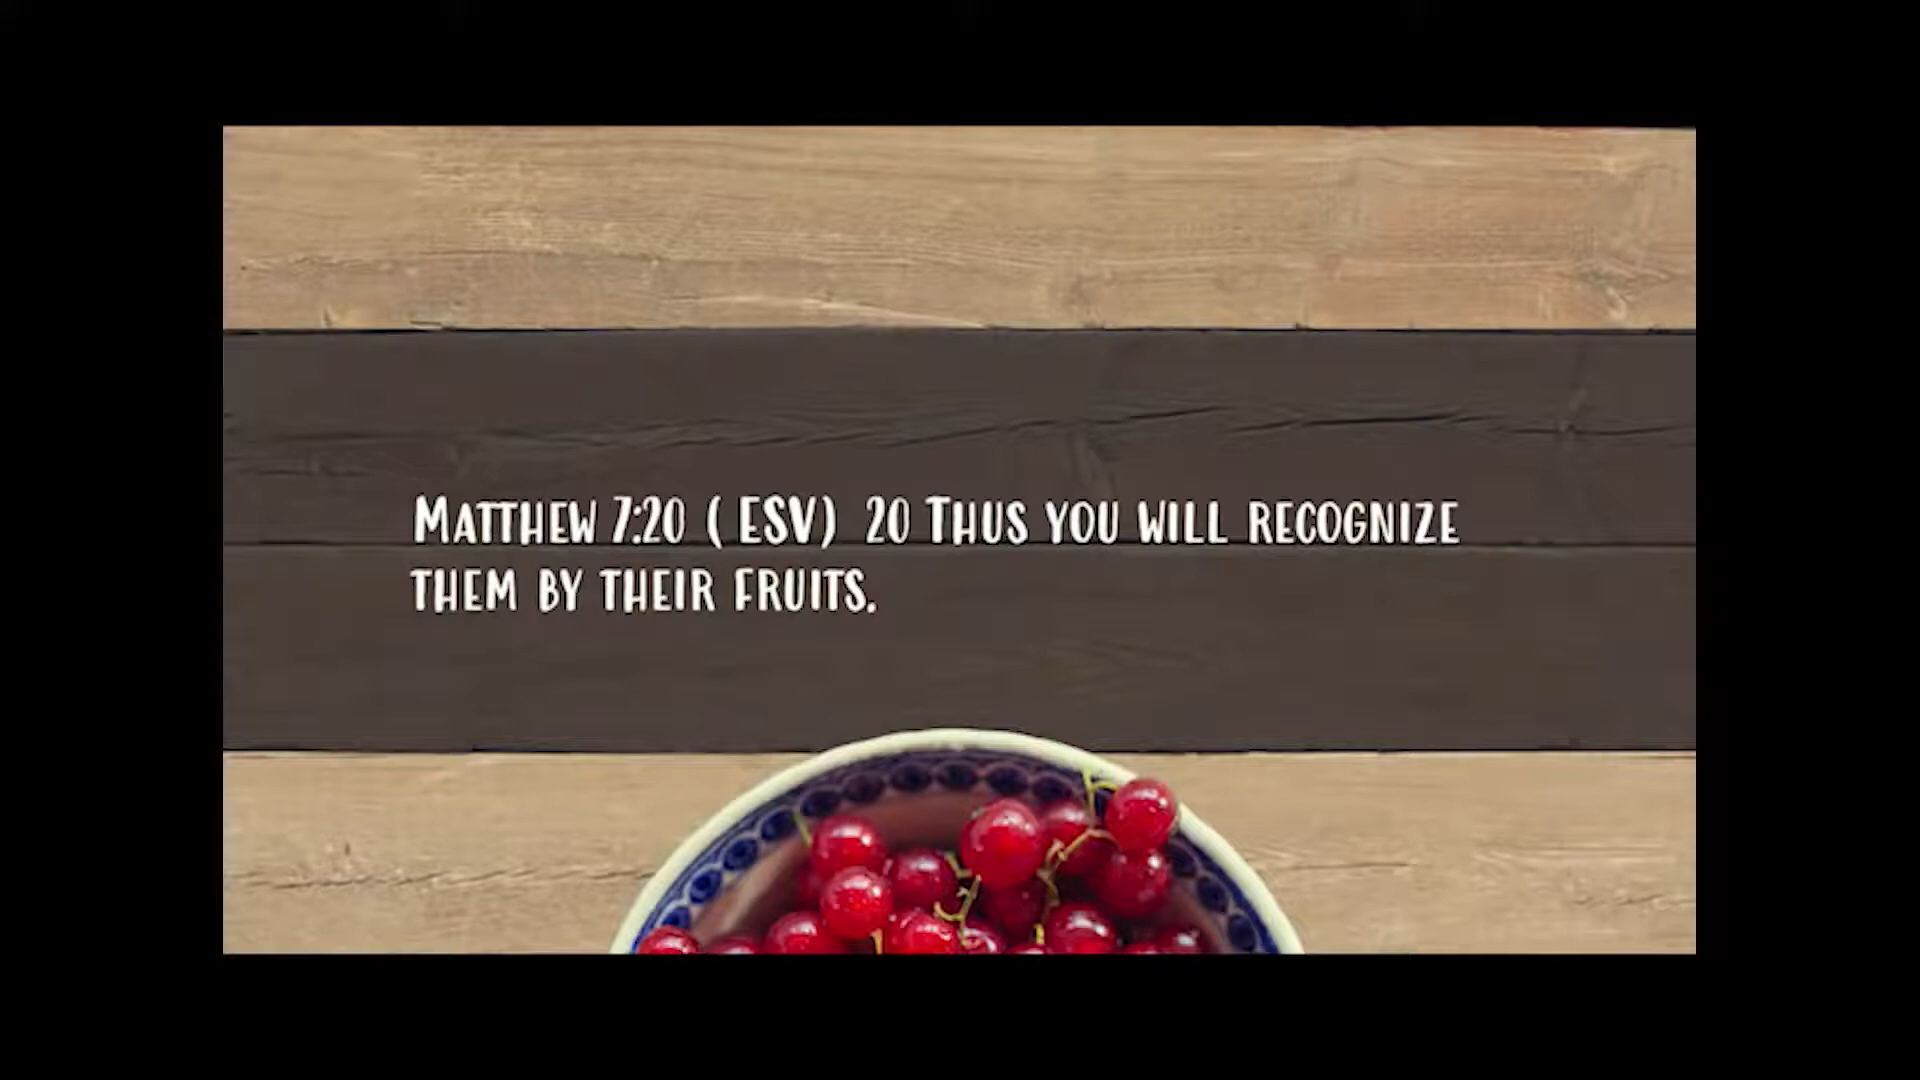 Matthew 7:20 ( ESV) 20 Thus you will recognize
them by their fruits.